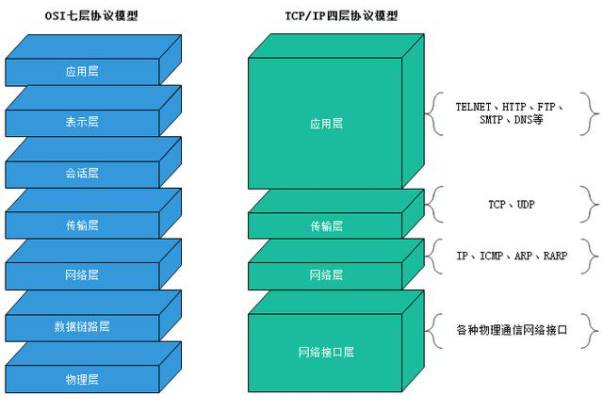 OSI七层协议模型
TCP/IP四层协议模型
应用层
表示层
会话层
传输层
网络层
数据链路层
物理层
应用层
传输层
网络层
网络接口层
TELNET、HTTP、FTP、
SMTP、DNS等
TCP、UDP
IP、ICMP、ARP、RARP
各种物理通信网络接口